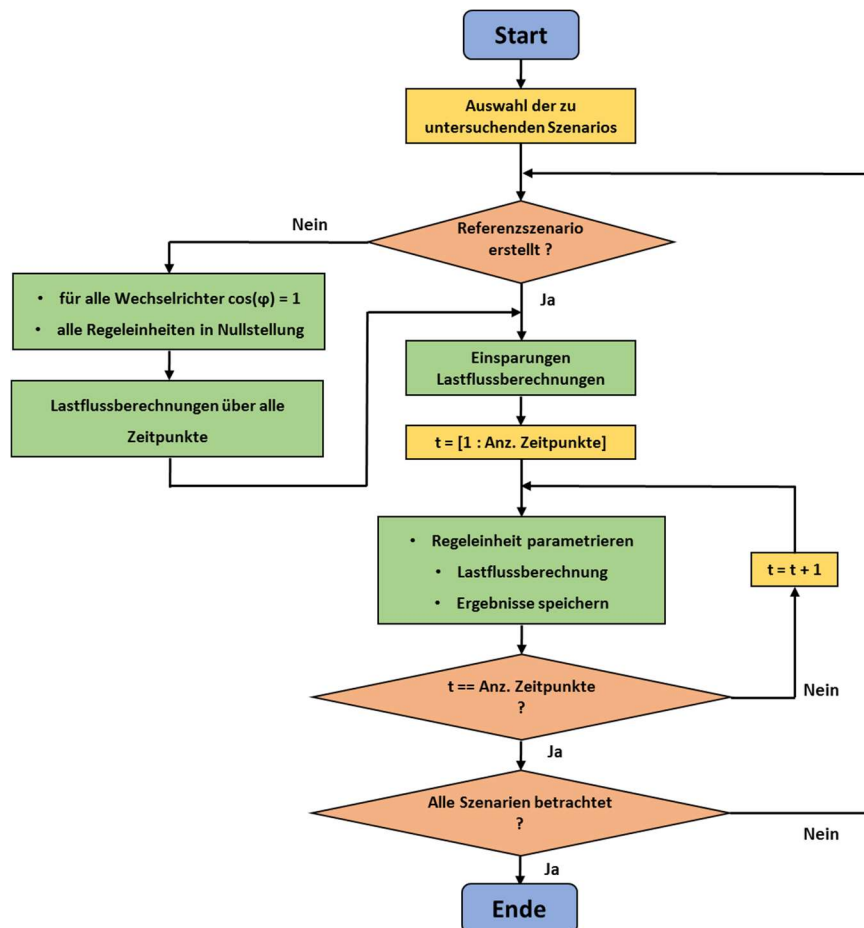 Start
Auswahl der zu
untersuchenden Szenarios
Nein
Referenzszenario
erstellt ?
Ja
• für alle Wechselrichter cos(φ) = 1
• alle Regeleinheiten in Nullstellung
Lastflussberechnungen über alle
Zeitpunkte
Einsparungen
Lastflussberechnungen
t = [1 : Anz. Zeitpunkte]
• Regeleinheit parametrieren
• Lastflussberechnung
• Ergebnisse speichern
t = t + 1
t == Anz. Zeitpunkte
?
Nein
Ja
Alle Szenarien betrachtet
?
Nein
Ja
Ende